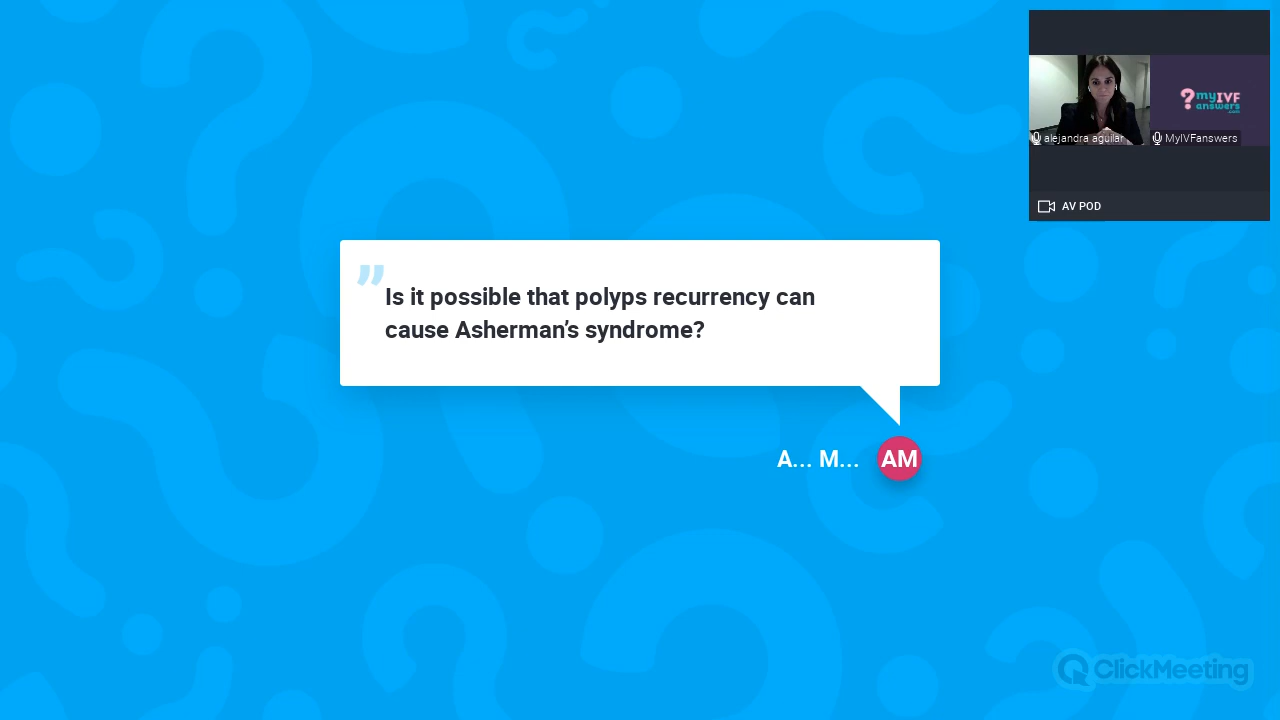 alejandra aguilar
?myIVF
answers
.com
MyIVFanswers
AV POD
” Is it possible that polyps recurrency can
cause Asherman’s syndrome?
A... M... AM
ClickMeeting